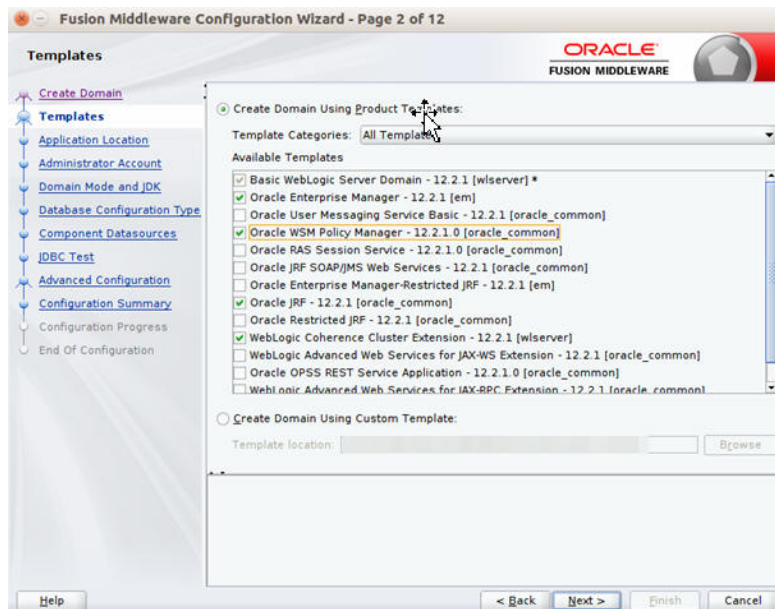 Fusion Middleware Configuration Wizard - Page 2 of 12
Templates
ORACLE
FUSION MIDDLEWARE
Create Domain
Templates
Application Location
Administrator Account
Domain Mode and JDK
Database Configuration Type
Component Datasources
JDBC Test
Advanced Configuration
Configuration Summary
Configuration Progress
End Of Configuration
Create Domain Using Product Templates:
Template Categories: All Templates
Available Templates
Basic WebLogic Server Domain - 12.2.1 [wlserver] *
Oracle Enterprise Manager - 12.2.1 [em]
Oracle User Messaging Service Basic - 12.2.1 [oracle_common]
Oracle WSM Policy Manager - 12.2.1.0 [oracle_common]
Oracle RAS Session Service - 12.2.1.0 [oracle_common]
Oracle JRF SOAP/JMS Web Services - 12.2.1 [oracle_common]
Oracle Enterprise Manager-Restricted JRF - 12.2.1 [em]
Oracle JRF - 12.2.1 [oracle_common]
Oracle Restricted JRF - 12.2.1 [oracle_common]
WebLogic Coherence Cluster Extension - 12.2.1 [wlserver]
WebLogic Advanced Web Services for JAX-WS Extension - 12.2.1 [oracle_common]
Oracle OPSS REST Service Application - 12.2.1.0 [oracle_common]
WebLogic Advanced Web Services for JAX-RPC Extension - 12.2.1 [oracle_common]
Create Domain Using Custom Template:
Template location:
Browse
Help
< Back
Next >
Finish
Cancel